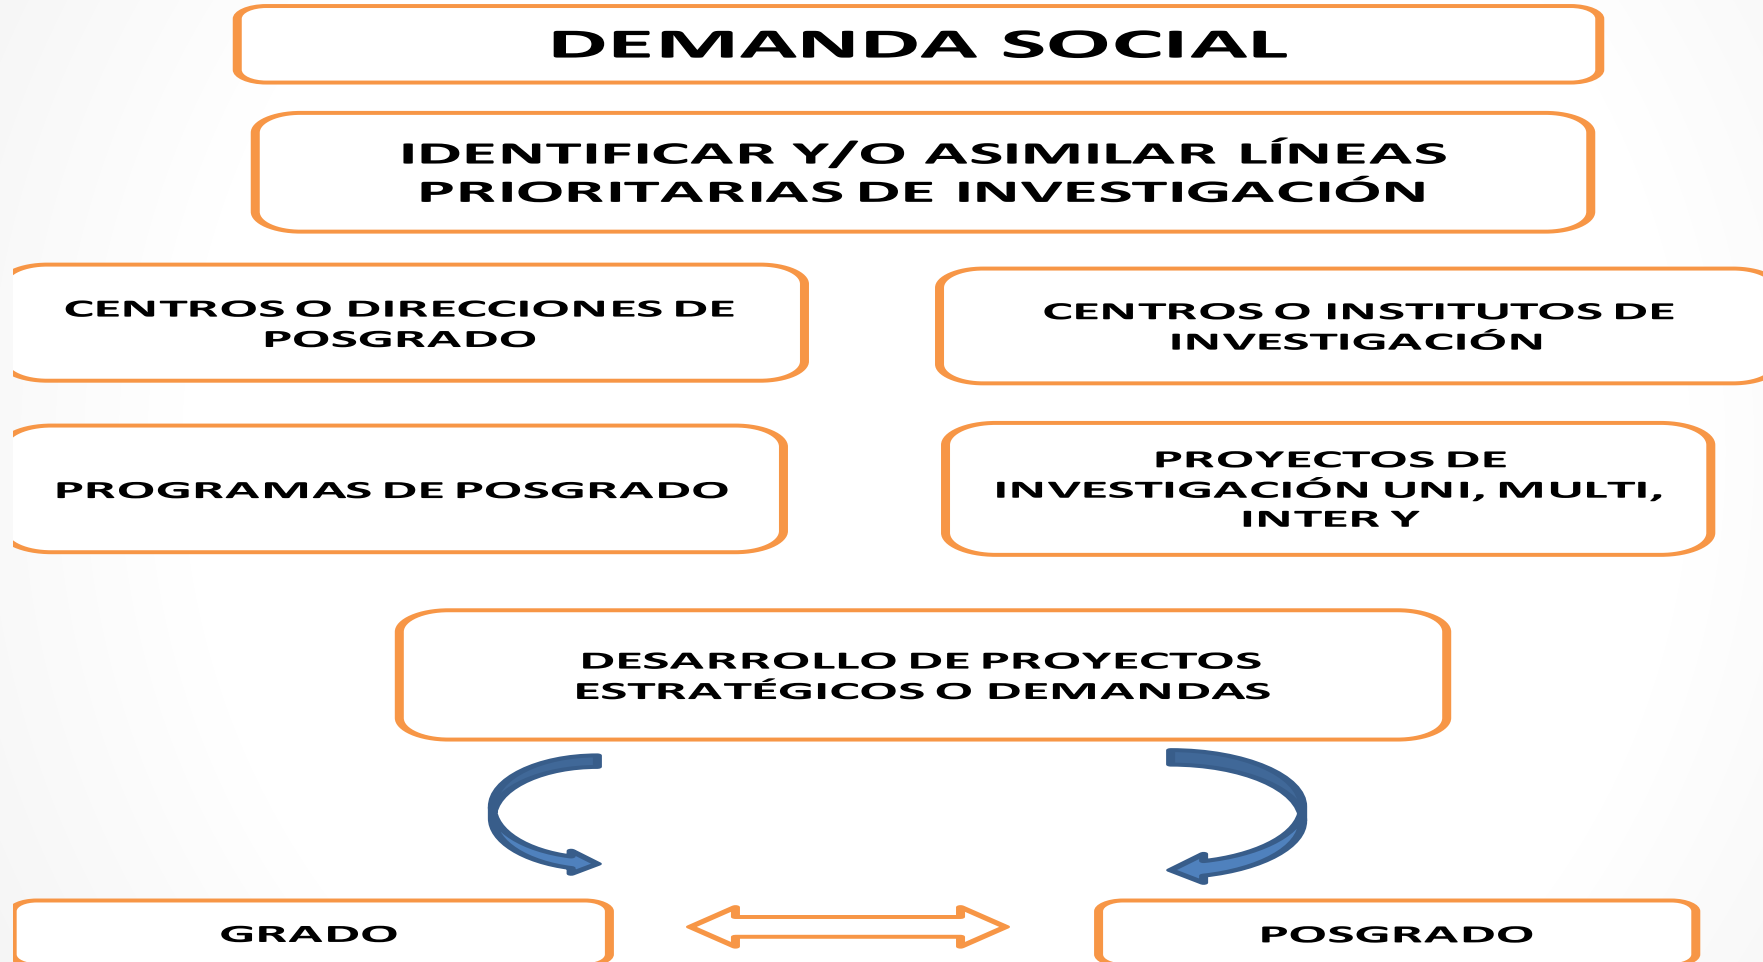 DEMANDA SOCIAL
IDENTIFICAR Y/O ASIMILAR LÍNEAS
PRIORITARIAS DE INVESTIGACIÓN
CENTROS O DIRECCIONES DE
POSGRADO
CENTROS O INSTITUTOS DE
INVESTIGACIÓN
PROGRAMAS DE POSGRADO
PROYECTOS DE
INVESTIGACIÓN UNI, MULTI,
INTER Y
DESARROLLO DE PROYECTOS
ESTRATÉGICOS O DEMANDAS
GRADO
POSGRADO